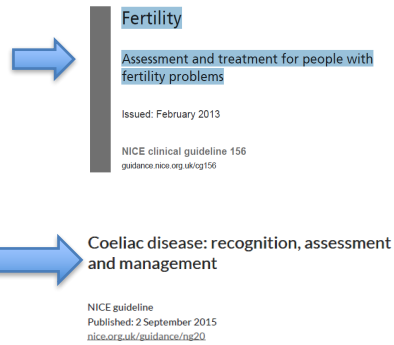 Fertility
Assessment and treatment for people with
fertility problems
Issued: February 2013
NICE clinical guideline 156
guidance.nice.org.uk/cg156
Coeliac disease: recognition, assessment
and management
NICE guideline
Published: 2 September 2015
nice.org.uk/guidance/ng20